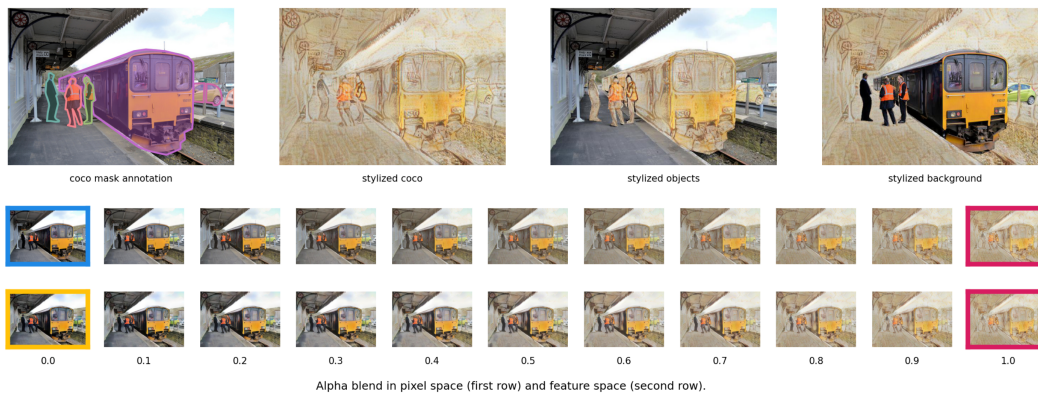 coco mask annotation
stylized coco
stylized objects
stylized background
0.0
0.1
0.2
0.3
0.4
0.5
0.6
0.7
0.8
0.9
1.0
Alpha blend in pixel space (first row) and feature space (second row).